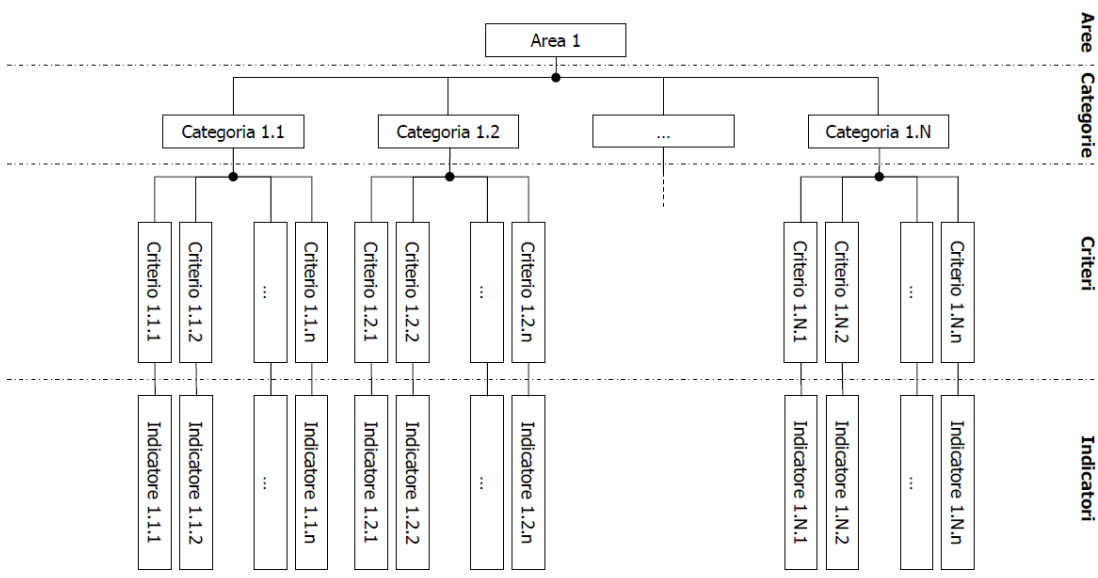 Aree
Area 1
Categorie
Categoria 1.1
Categoria 1.2
...
Categoria 1.N
Criteri
Criterio 1.1.1
Criterio 1.1.2
...
Criterio 1.1.n
Criterio 1.2.1
Criterio 1.2.2
...
Criterio 1.2.n
Criterio 1.N.1
Criterio 1.N.2
...
Criterio 1.N.n
Indicatori
Indicatore 1.1.1
Indicatore 1.1.2
...
Indicatore 1.1.n
Indicatore 1.2.1
Indicatore 1.2.2
...
Indicatore 1.2.n
Indicatore 1.N.1
Indicatore 1.N.2
...
Indicatore 1.N.n